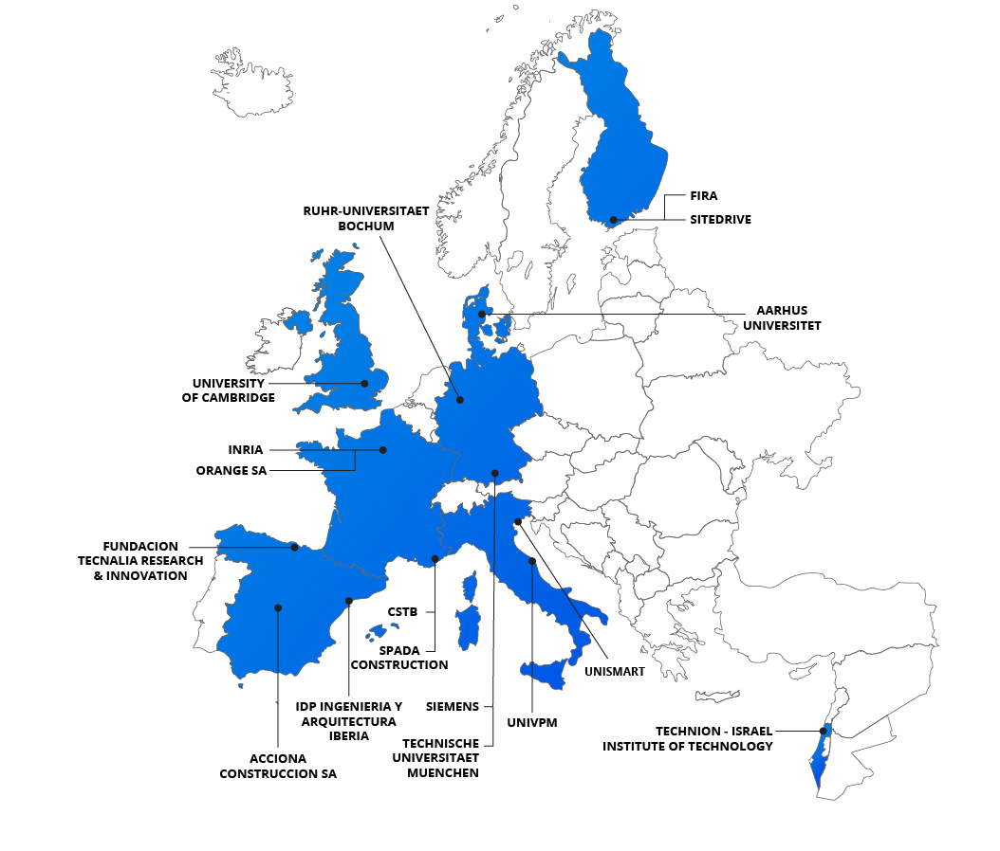 FIRA
SITEDRIVE
RUHR-UNIVERSITAET
BOCHUM
AARHUS
UNIVERSITET
UNIVERSITY
OF CAMBRIDGE
INRIA
ORANGE SA
FUNDACION
TECNALIA RESEARCH
& INNOVATION
CSTB
SPADA
CONSTRUCTION
UNISMART
IDP INGENIERIA Y
ARQUITECTURA
IBERIA
SIEMENS
UNIVPM
TECHNION - ISRAEL
INSTITUTE OF TECHNOLOGY
TECHNISCHE
UNIVERSITAET
MUENCHEN
ACCIONA
CONSTRUCCION SA